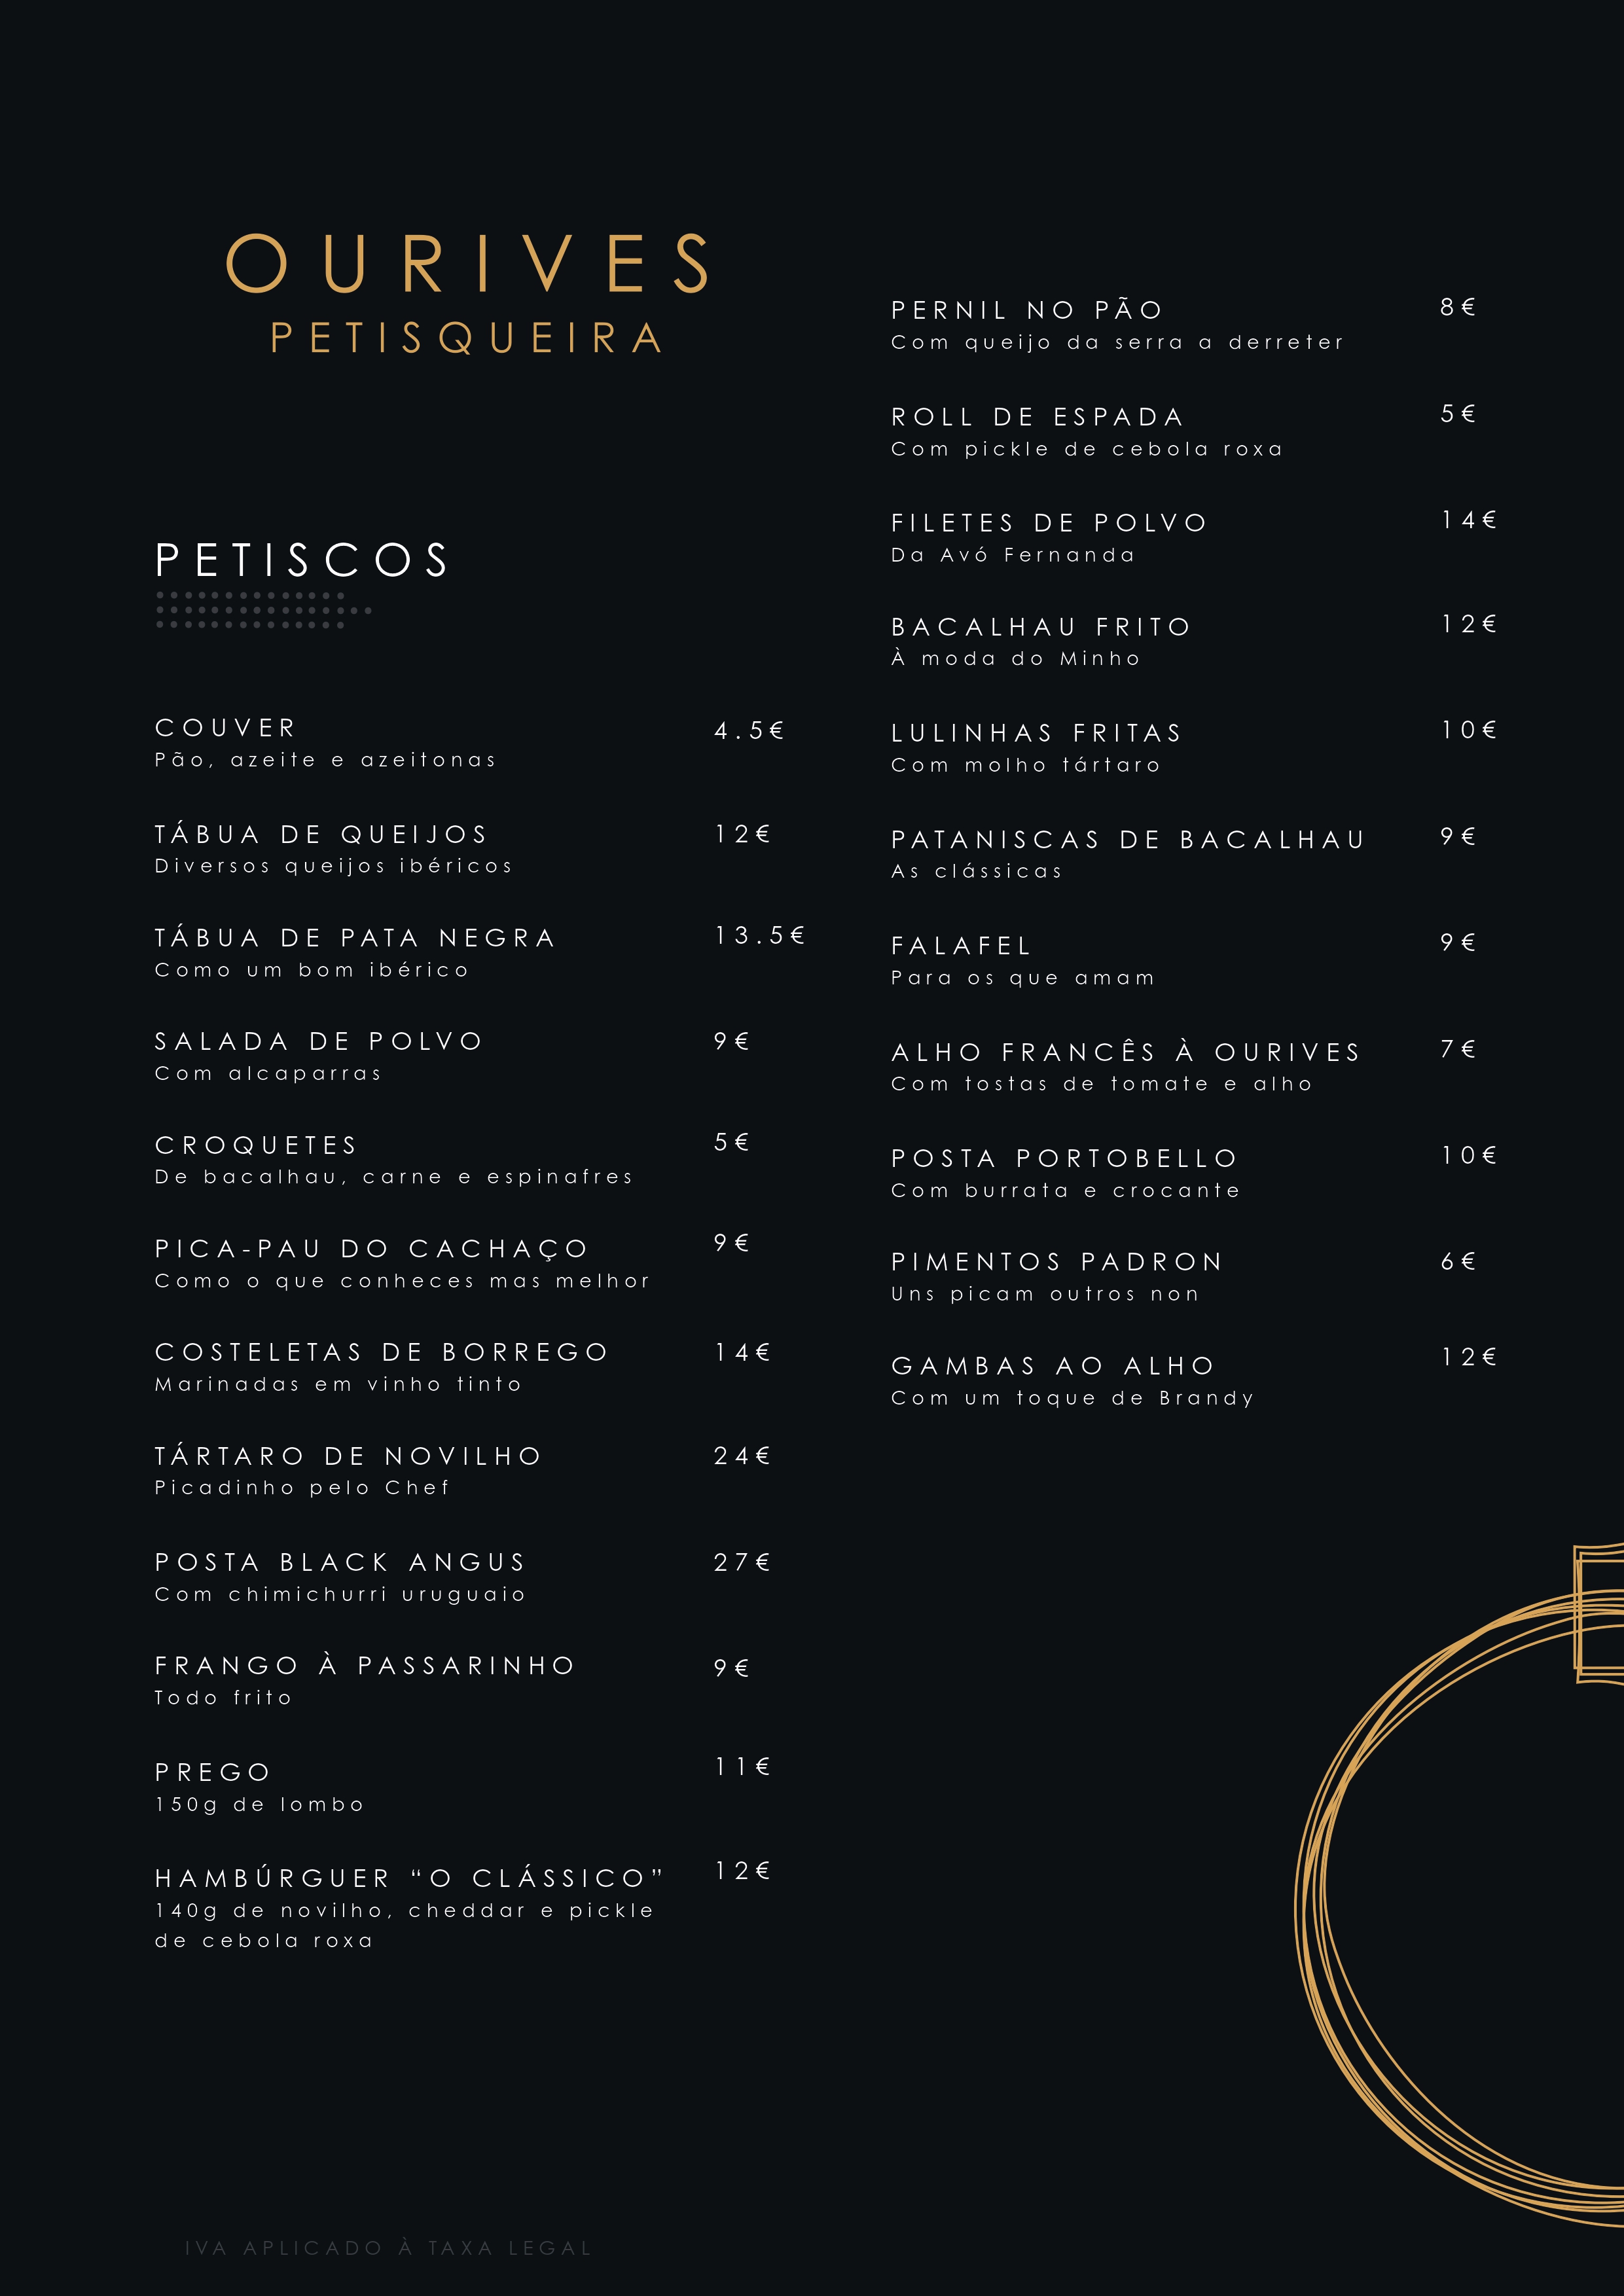 OURIVES
PETISQUEIRA
PETISCOS
COUVER 4.5€
Pão, azeite e azeitonas
TÁBUA DE QUEIJOS 12€
Diversos queijos ibéricos
TÁBUA DE PATA NEGRA 13.5€
Como um bom ibérico
SALADA DE POLVO 9€
Com alcaparras
CROQUETES 5€
De bacalhau, carne e espinafres
PICA-PAU DO CACHAÇO 9€
Como o que conheces mas melhor
COSTELETAS DE BORREGO 14€
Marinadas em vinho tinto
TÁRTARO DE NOVILHO 24€
Picadinho pelo Chef
POSTA BLACK ANGUS 27€
Com chimichurri uruguaio
FRANGO À PASSARINHO 9€
Todo frito
PREGO 11€
150g de lombo
HAMBÚRGUER “O CLÁSSICO” 12€
140g de novilho, cheddar e pickle
de cebola roxa
PERNIL NO PÃO 8€
Com queijo da serra a derreter
ROLL DE ESPADA 5€
Com pickle de cebola roxa
FILETES DE POLVO 14€
Da Avó Fernanda
BACALHAU FRITO 12€
À moda do Minho
LULINHAS FRITAS 10€
Com molho tártaro
PATANISCAS DE BACALHAU 9€
As clássicas
FALAFEL 9€
Para os que amam
ALHO FRANCÊS À OURIVES 7€
Com tostas de tomate e alho
POSTA PORTOBELLO 10€
Com burrata e crocante
PIMENTOS PADRON 6€
Uns picam outros non
GAMBAS AO ALHO 12€
Com um toque de Brandy
IVA APLICADO À TAXA LEGAL